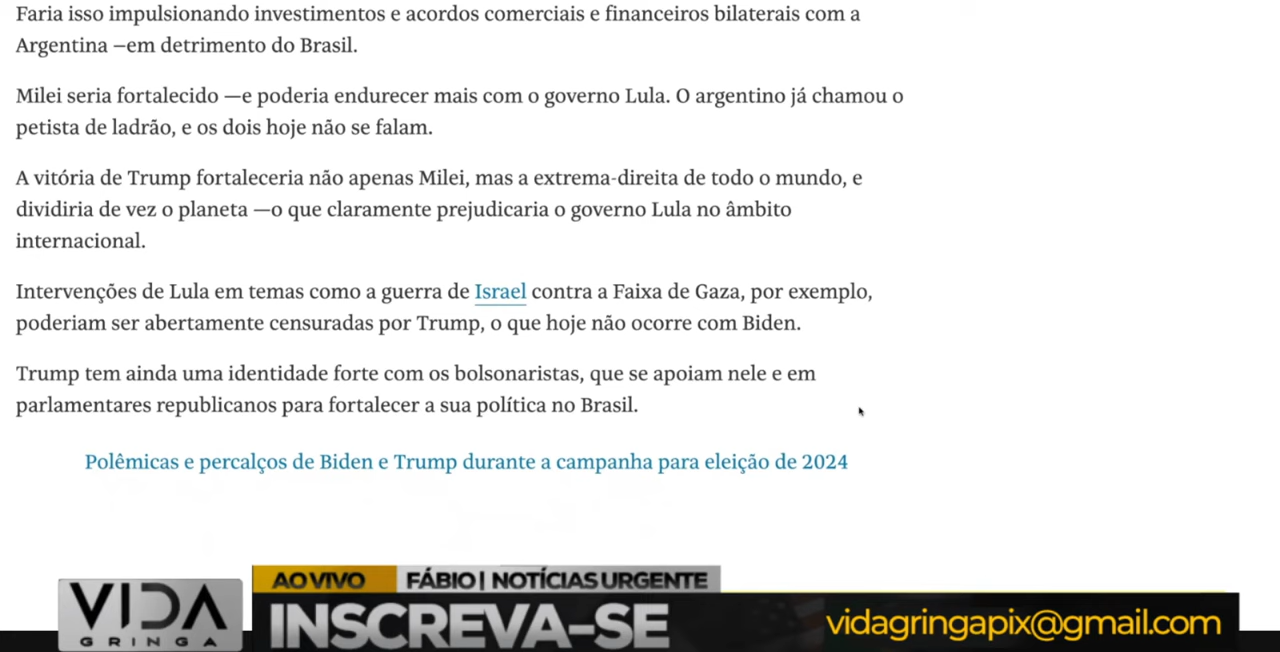 Faria isso impulsionando investimentos e acordos comerciais e financeiros bilaterais com a
Argentina —em detrimento do Brasil.
Milei seria fortalecido —e poderia endurecer mais com o governo Lula. O argentino já chamou o
petista de ladrão, e os dois hoje não se falam.
A vitória de Trump fortaleceria não apenas Milei, mas a extrema-direita de todo o mundo, e
dividiria de vez o planeta —o que claramente prejudicaria o governo Lula no âmbito
internacional.
Intervenções de Lula em temas como a guerra de Israel contra a Faixa de Gaza, por exemplo,
poderiam ser abertamente censuradas por Trump, o que hoje não ocorre com Biden.
Trump tem ainda uma identidade forte com os bolsonaristas, que se apoiam nele e em
parlamentares republicanos para fortalecer a sua política no Brasil.
Polêmicas e percalços de Biden e Trump durante a campanha para eleição de 2024
AO VIVO FÁBIO | NOTÍCIAS URGENTE
VIDA
GRINGA
INSCREVA-SE
vidagringapix@gmail.com